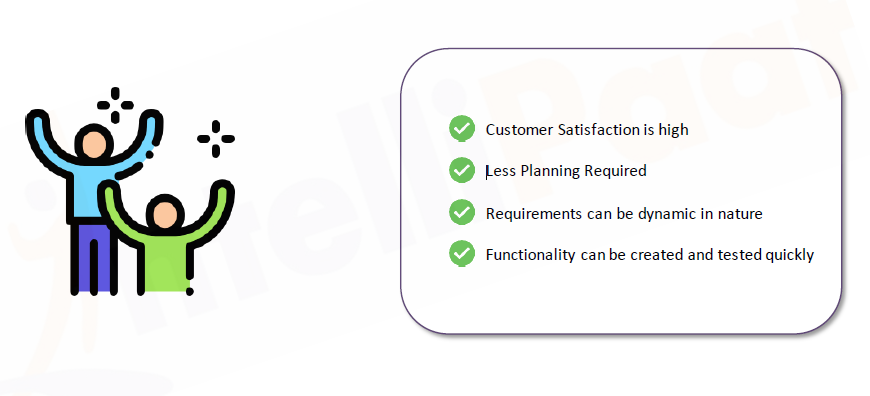 Customer Satisfaction is high
Less Planning Required
Requirements can be dynamic in nature
Functionality can be created and tested quickly
intelliPaat